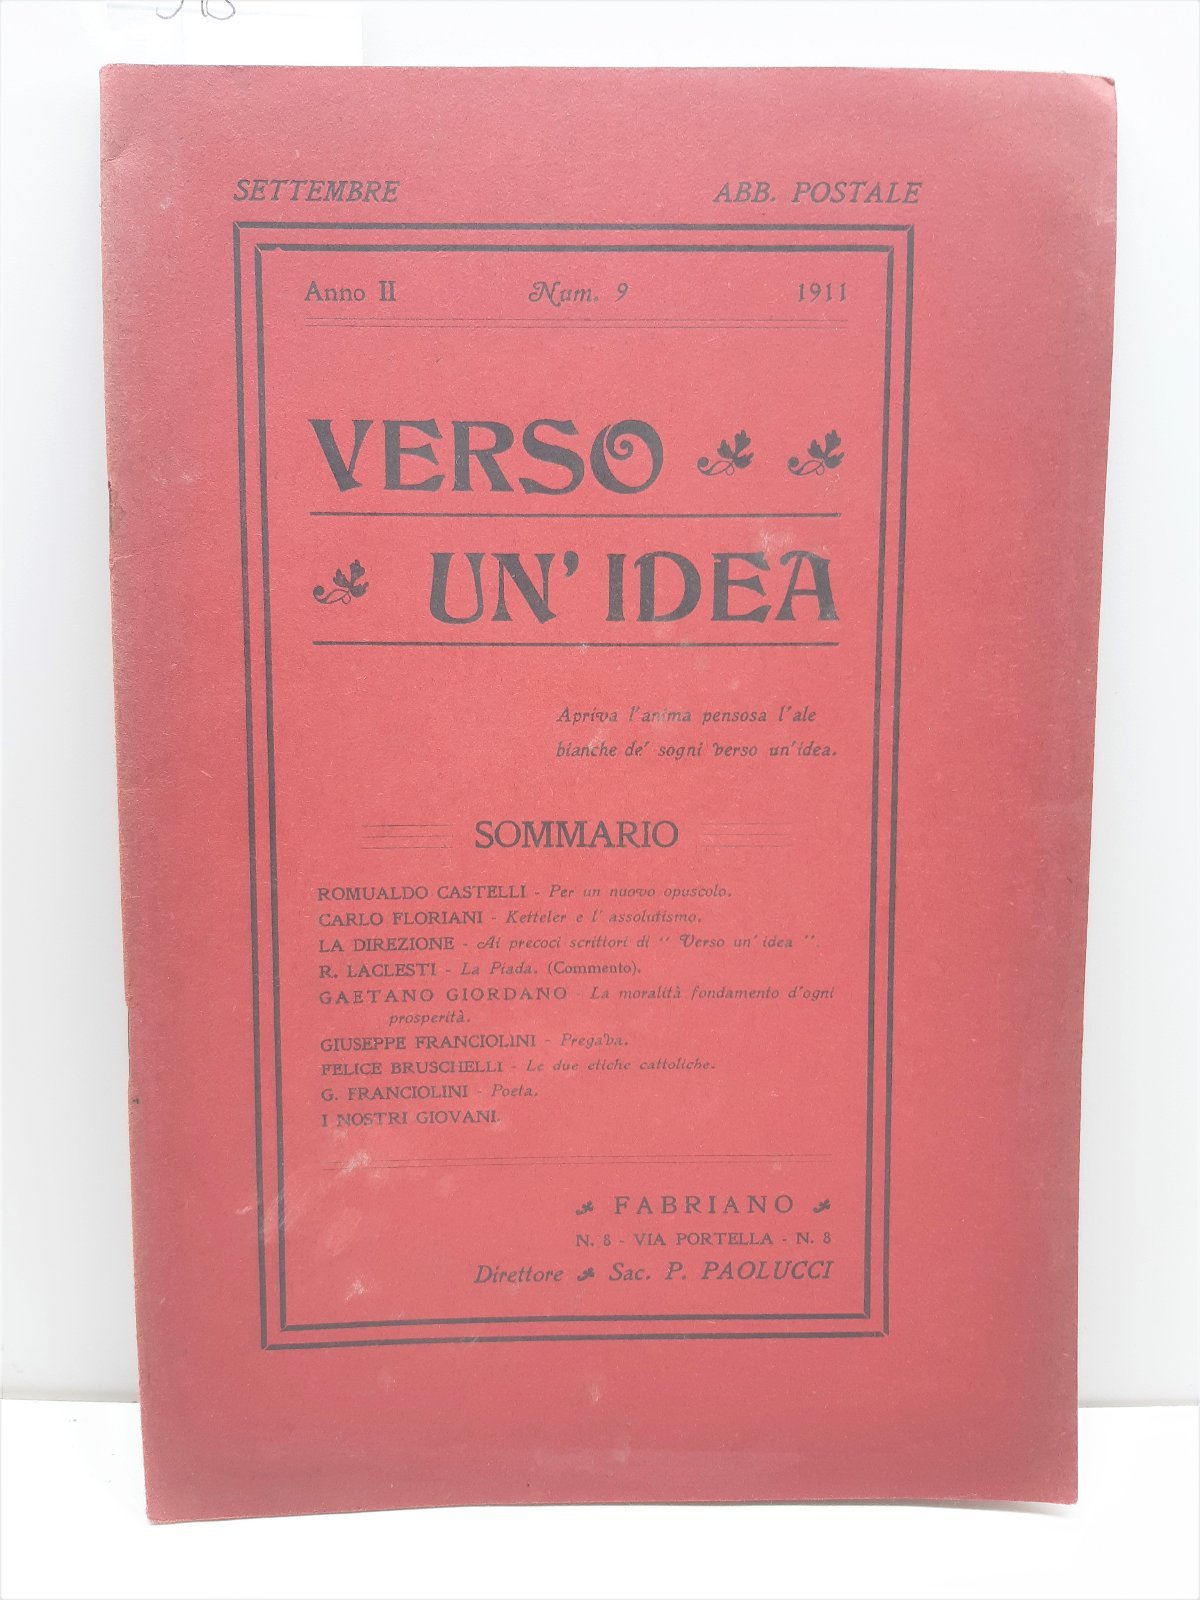 SETTEMBRE ABB. POSTALE
Anno II Num. 9 1911
VERSO
UN' IDEA
Apriva l'anima pensosa l'ale
bianche de' sogni verso un'idea.
SOMMARIO
ROMUALDO CASTELLI - Per un nuovo opuscolo.
CARLO FLORIANI - Ketteler e l' assolutismo.
LA DIREZIONE - Ai precoci scrittori di " Verso un' idea "
R. LACLESTI - La Piada. (Commento).
GAETANO GIORDANO - La moralità fondamento d'ogni
prosperità.
GIUSEPPE FRANCIOLINI - Pregava.
FELICE BRUSCHELLI - Le due etiche cattoliche.
G. FRANCIOLINI - Poeta.
I NOSTRI GIOVANI.
FABRIANO
N. 8 - VIA PORTELLA - N. 8
Direttore Sac. P. PAOLUCCI